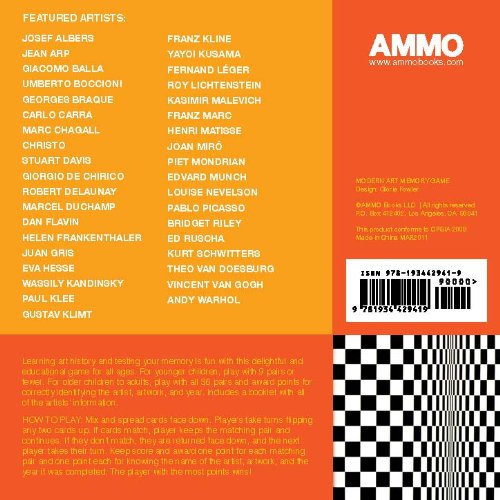 FEATURED ARTISTS:
JOSEF ALBERS
JEAN ARP
GIACOMO BALLA
UMBERTO BOCCIONI
GEORGES BRAQUE
CARLO CARRA
MARC CHAGALL
CHRISTO
STUART DAVIS
GIORGIO DE CHIRICO
ROBERT DELAUNAY
MARCEL DUCHAMP
DAN FLAVIN
HELEN FRANKENTHALER
JUAN GRIS
EVA HESSE
WASSILY KANDINSKY
PAUL KLEE
GUSTAV KLIMT
FRANZ KLINE
YAYOI KUSAMA
FERNAND LÉGER
ROY LICHTENSTEIN
KASIMIR MALEVICH
FRANZ MARC
HENRI MATISSE
JOAN MIRÓ
PIET MONDRIAN
EDVARD MUNCH
LOUISE NEVELSON
PABLO PICASSO
BRIDGET RILEY
ED RUSCHA
KURT SCHWITTERS
THEO VAN DOESBURG
VINCENT VAN GOGH
ANDY WARHOL
AMMO
www.ammobooks.com
MODERN ART MEMORY GAME
Design: Gloria Fowler
©AMMO Books LLC | All rights reserved
P.O. Box 412402, Los Angeles, CA 90041
This product conforms to CPSIA 2008
Made in China MAR2011
ISBN 978-193442941-9
90000>
9 781934 429419
Learning art history and testing your memory is fun with this delightful and
educational game for all ages. For younger children, play with 9 pairs or
fewer. For older children to adults, play with all 36 pairs and award points for
correctly identifying the artist, artwork, and year. Includes a booklet with all
of the artists' information.
HOW TO PLAY: Mix and spread cards face down. Players take turns flipping
any two cards up. If cards match, player keeps the matching pair and
continues. If they don't match, they are returned face down, and the next
player takes their turn. Keep score and award one point for each matching
pair and one point each for knowing the name of the artist, artwork, and the
year it was completed. The player with the most points wins!